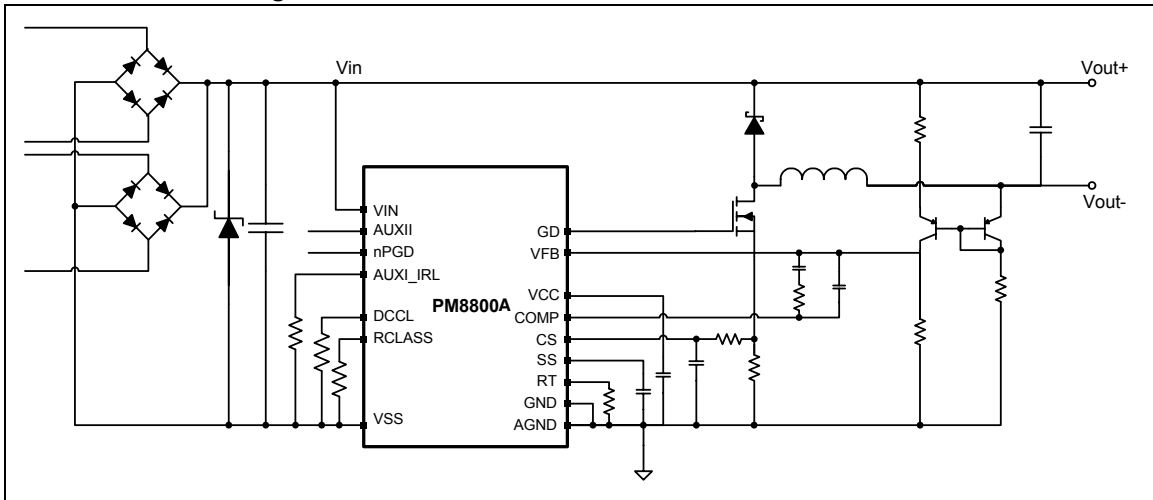 Vin
Vout+
Vout-
VIN
AUXII
nPGD
AUXI_IRL
DCCL
RCLASS
VSS
PM8800A
GD
VFB
VCC
COMP
CS
SS
RT
GND
AGND